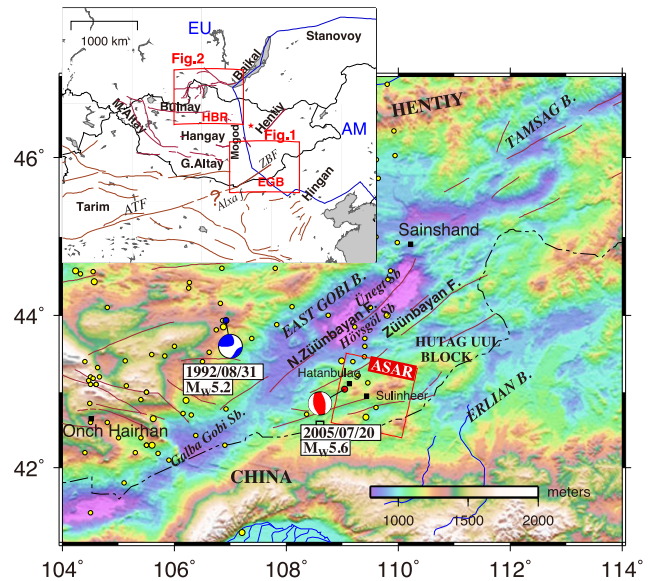 1000 km
EU
Stanovoy
Fig.2
Baikal
M.Altay
Bulnay
HBR
Hentiy
Hangay
Mogod
Fig.1
AM
G.Altay
ZBF
EGB
Hingan
Tarim
ATF
Alxa
HENTIY
TAMSAG B.
46°
Sainshand
EAST GOBI B.
Ünegt Sb
44°
N.Züünbayan F.
Hövsgöl Sb
Züünbayan F.
HUTAG UUL
BLOCK
1992/08/31
Mw5.2
Hatanbulag
ASAR
Sulinheer
ERLIAN B.
Onch Hairhan
Galba Gobi Sb.
2005/07/20
Mw5.6
42°
CHINA
meters
1000
1500
2000
104°
106°
108°
110°
112°
114°